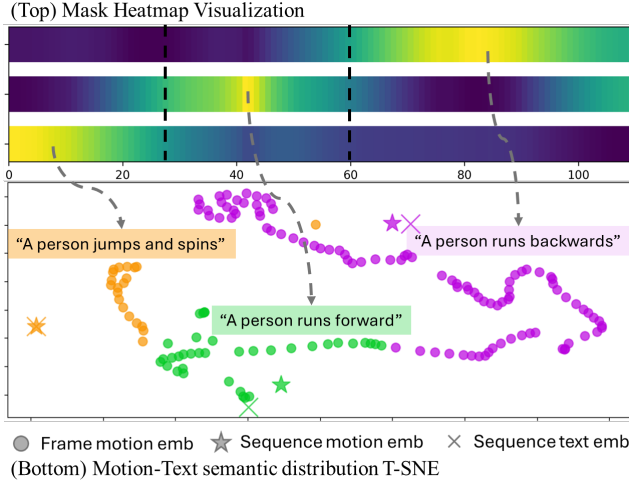 (Top) Mask Heatmap Visualization
0 20 40 60 80 100
“A person jumps and spins”
“A person runs backwards”
“A person runs forward”
Frame motion emb Sequence motion emb Sequence text emb
(Bottom) Motion-Text semantic distribution T-SNE